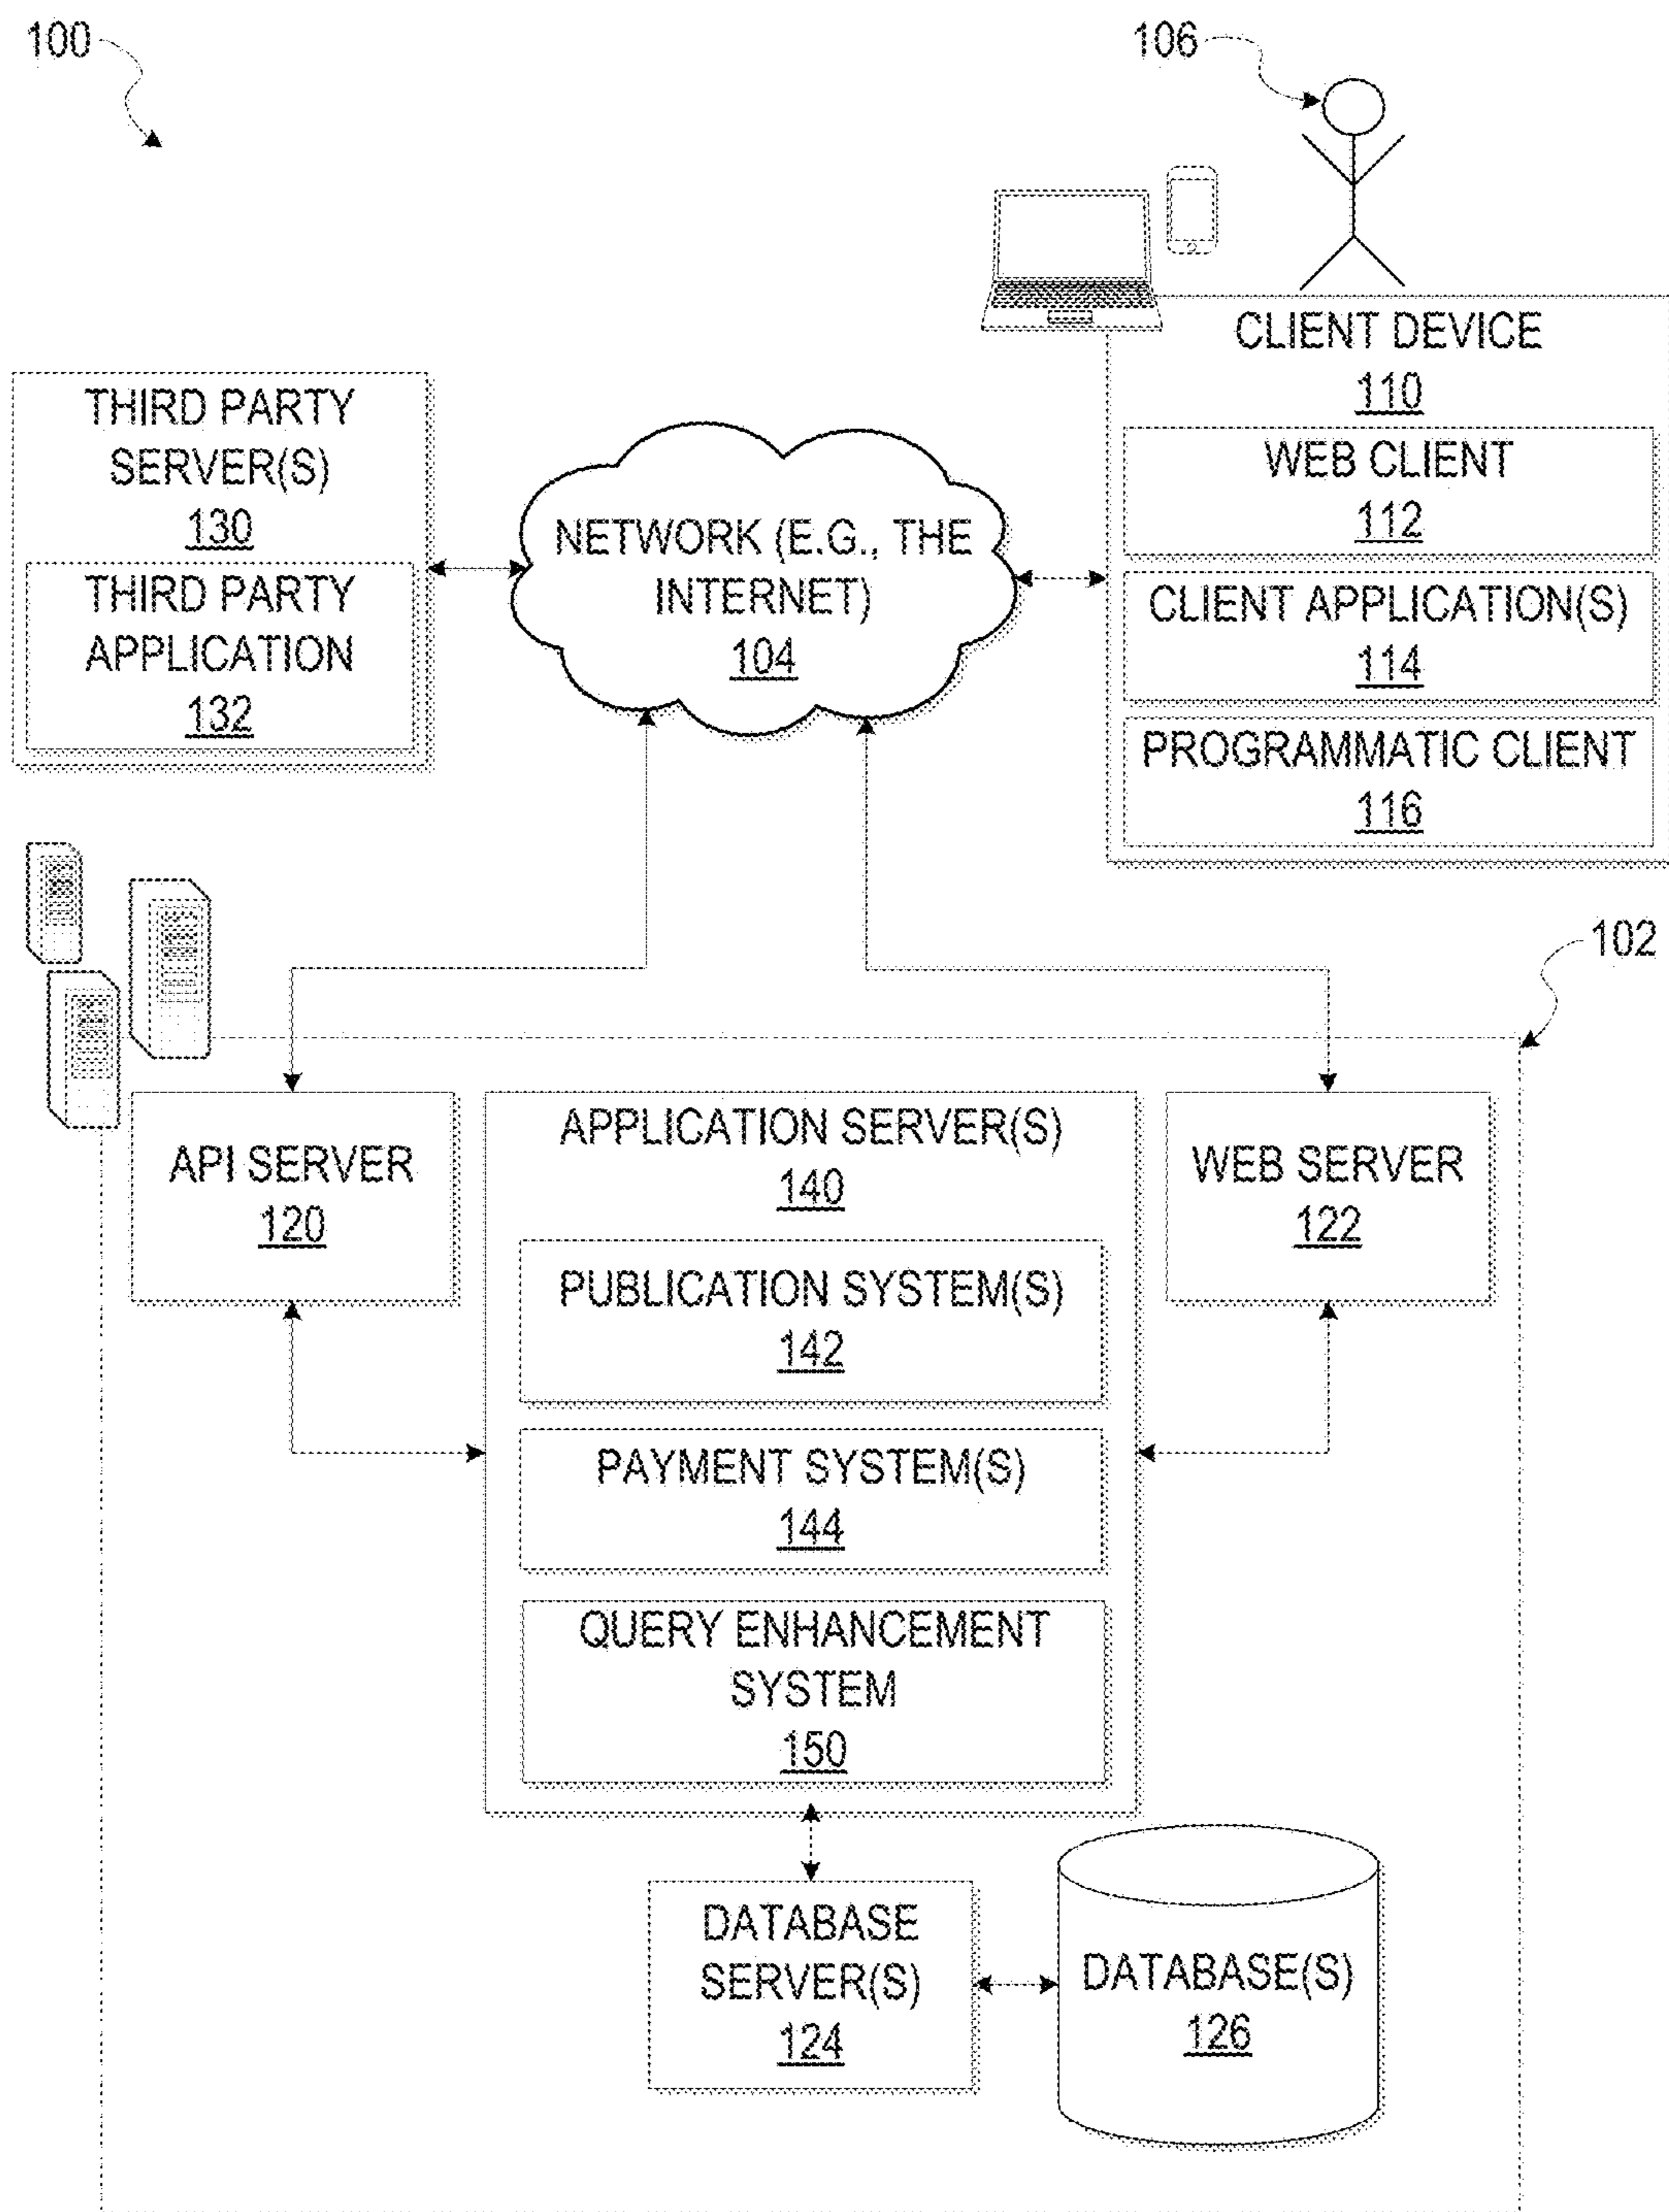 100
106
CLIENT DEVICE
110
WEB CLIENT
112
CLIENT APPLICATION(S)
114
PROGRAMMATIC CLIENT
116
THIRD PARTY
SERVER(S)
130
THIRD PARTY
APPLICATION
132
NETWORK (E.G., THE
INTERNET)
104
102
API SERVER
120
APPLICATION SERVER(S)
140
PUBLICATION SYSTEM(S)
142
PAYMENT SYSTEM(S)
144
QUERY ENHANCEMENT
SYSTEM
150
WEB SERVER
122
DATABASE
SERVER(S)
124
DATABASE(S)
126